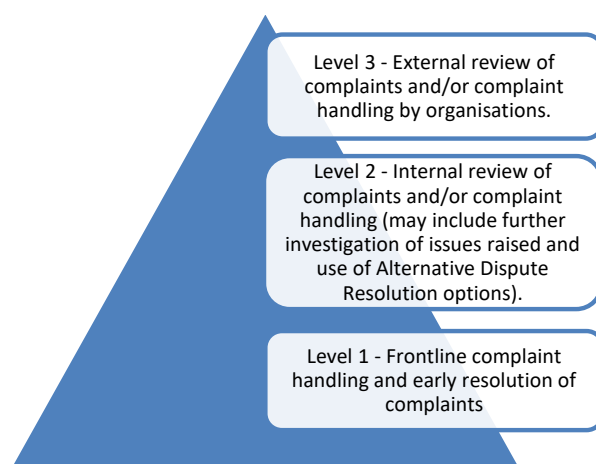 Level 3 - External review of
complaints and/or complaint
handling by organisations.
Level 2 - Internal review of
complaints and/or complaint
handling (may include further
investigation of issues raised and
use of Alternative Dispute
Resolution options).
Level 1 - Frontline complaint
handling and early resolution of
complaints